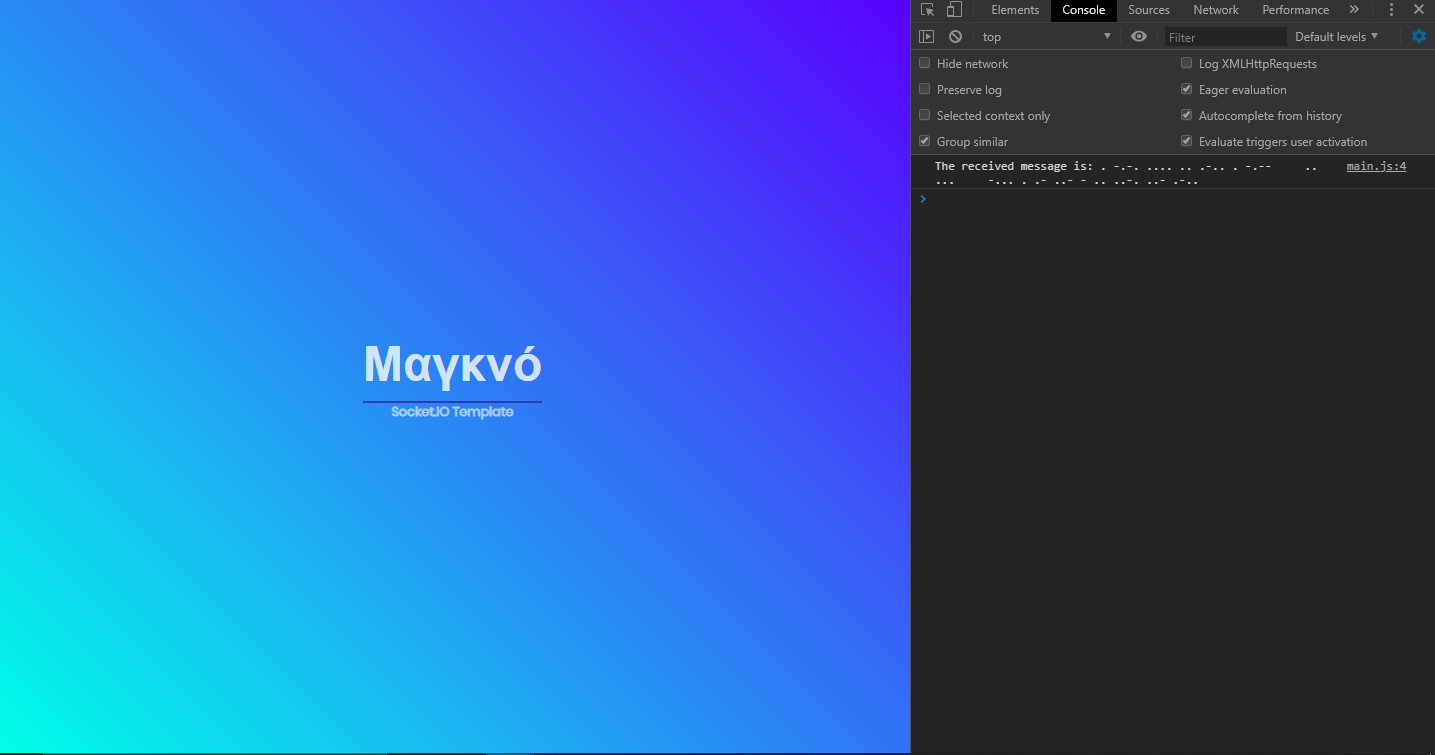 Μαγκνό
Socket.IO Template
Elements Console Sources Network Performance »
top Filter Default levels
Hide network Log XMLHttpRequests
Preserve log Eager evaluation
Selected context only Autocomplete from history
Group similar Evaluate triggers user activation
The received message is: . -.-. .... .. .-.. . -.-- .. main.js:4
... -... . .- ..- - .. ..-. ..- .-..